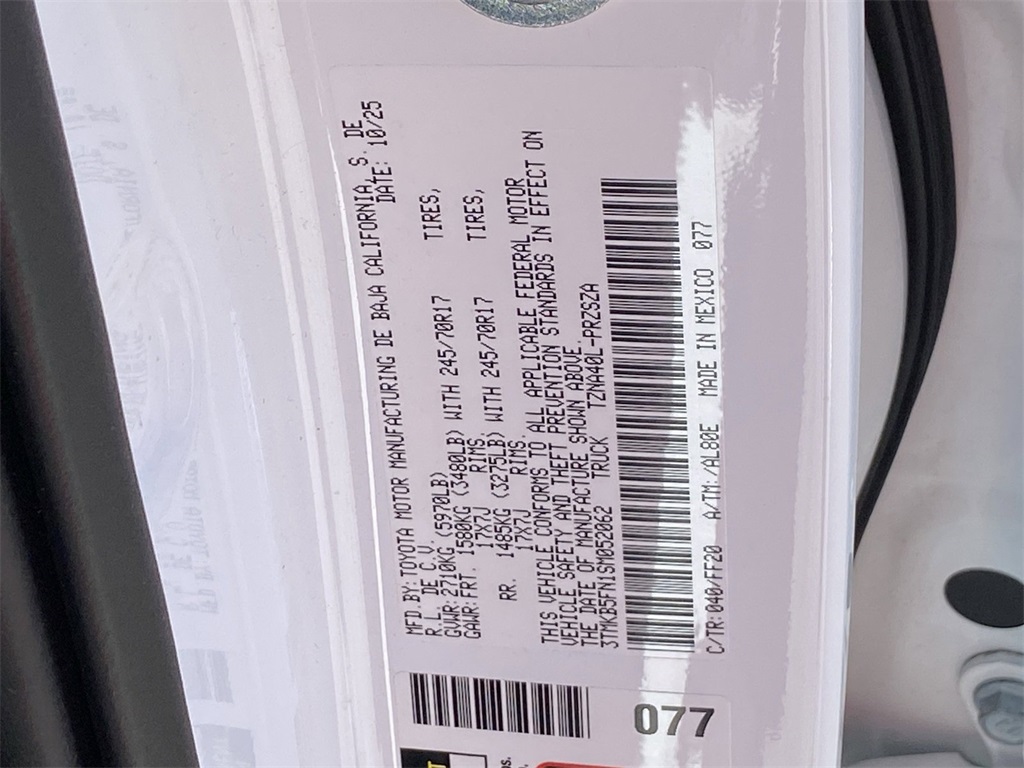 MFD. BY: TOYOTA MOTOR MANUFACTURING DE BAJA CALIFORNIA, S. DE
R.L. DE C.V. DATE: 10/25
GVWR: 2710KG (5970LB)
GAWR: FRT. 1580KG (3480LB) WITH 245/70R17 TIRES,
17X7J RIMS.
RR. 1485KG (3275LB) WITH 245/70R17 TIRES,
17X7J RIMS.
THIS VEHICLE CONFORMS TO ALL APPLICABLE FEDERAL MOTOR
VEHICLE SAFETY AND THEFT PREVENTION STANDARDS IN EFFECT ON
THE DATE OF MANUFACTURE SHOWN ABOVE.
3TMKB5FN1SM052062 TRUCK TZNA40L-PRZSZA
C/TR: 040/FF20 A/TM: /AL80E MADE IN MEXICO 077
077